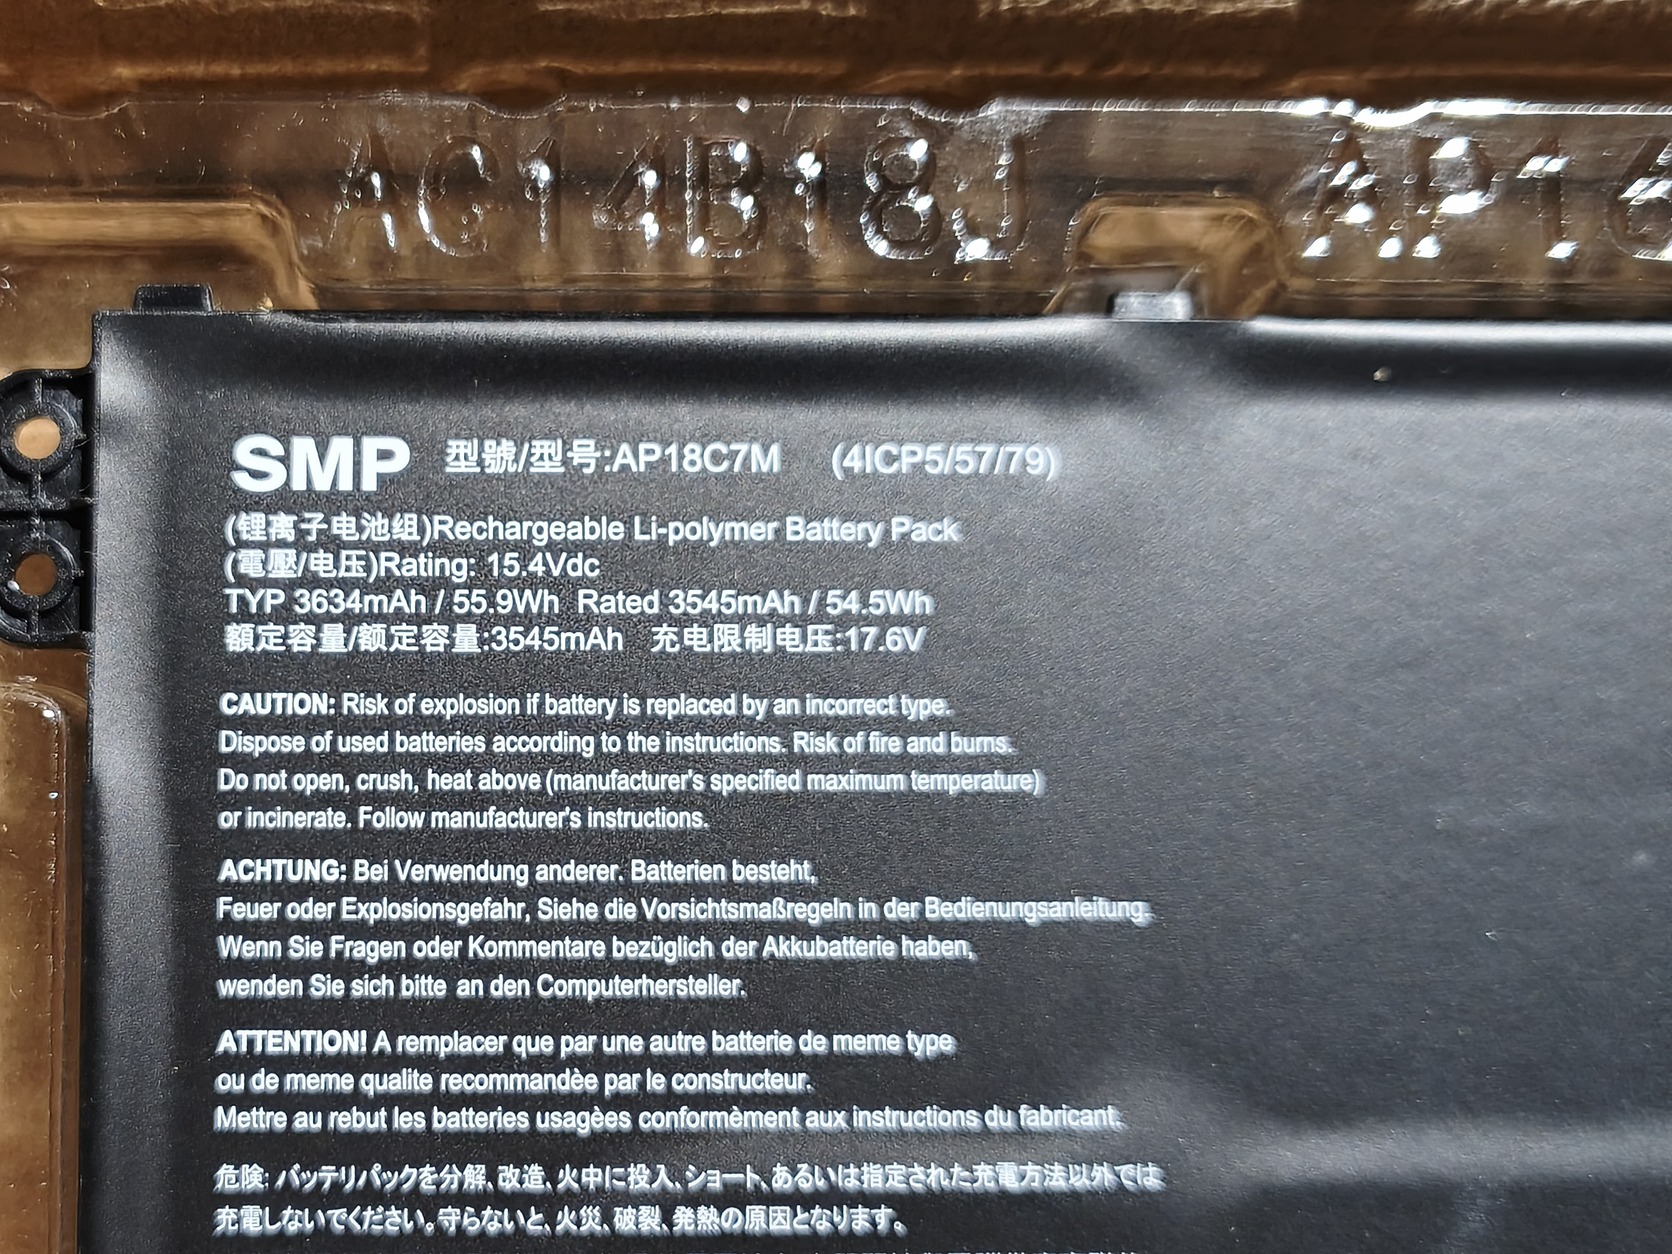 AC14B18J AP16
SMP 型號/型号:AP18C7M (4ICP5/57/79)
(锂离子电池组)Rechargeable Li-polymer Battery Pack
(電壓/电压)Rating: 15.4Vdc
TYP 3634mAh / 55.9Wh Rated 3545mAh / 54.5Wh
額定容量/额定容量:3545mAh 充电限制电压:17.6V
CAUTION: Risk of explosion if battery is replaced by an incorrect type.
Dispose of used batteries according to the instructions. Risk of fire and burns.
Do not open, crush, heat above (manufacturer's specified maximum temperature)
or incinerate. Follow manufacturer's instructions.
ACHTUNG: Bei Verwendung anderer. Batterien besteht,
Feuer oder Explosionsgefahr, Siehe die Vorsichtsmaßregeln in der Bedienungsanleitung.
Wenn Sie Fragen oder Kommentare bezüglich der Akkubatterie haben,
wenden Sie sich bitte an den Computerhersteller.
ATTENTION! A remplacer que par une autre batterie de meme type
ou de meme qualite recommandèe par le constructeur.
Mettre au rebut les batteries usagèes conformèment aux instructions du fabricant.
危険: バッテリパックを分解、改造、火中に投入、ショート、あるいは指定された充電方法以外では
充電しないでください。守らないと、火災、破裂、発熱の原因となります。